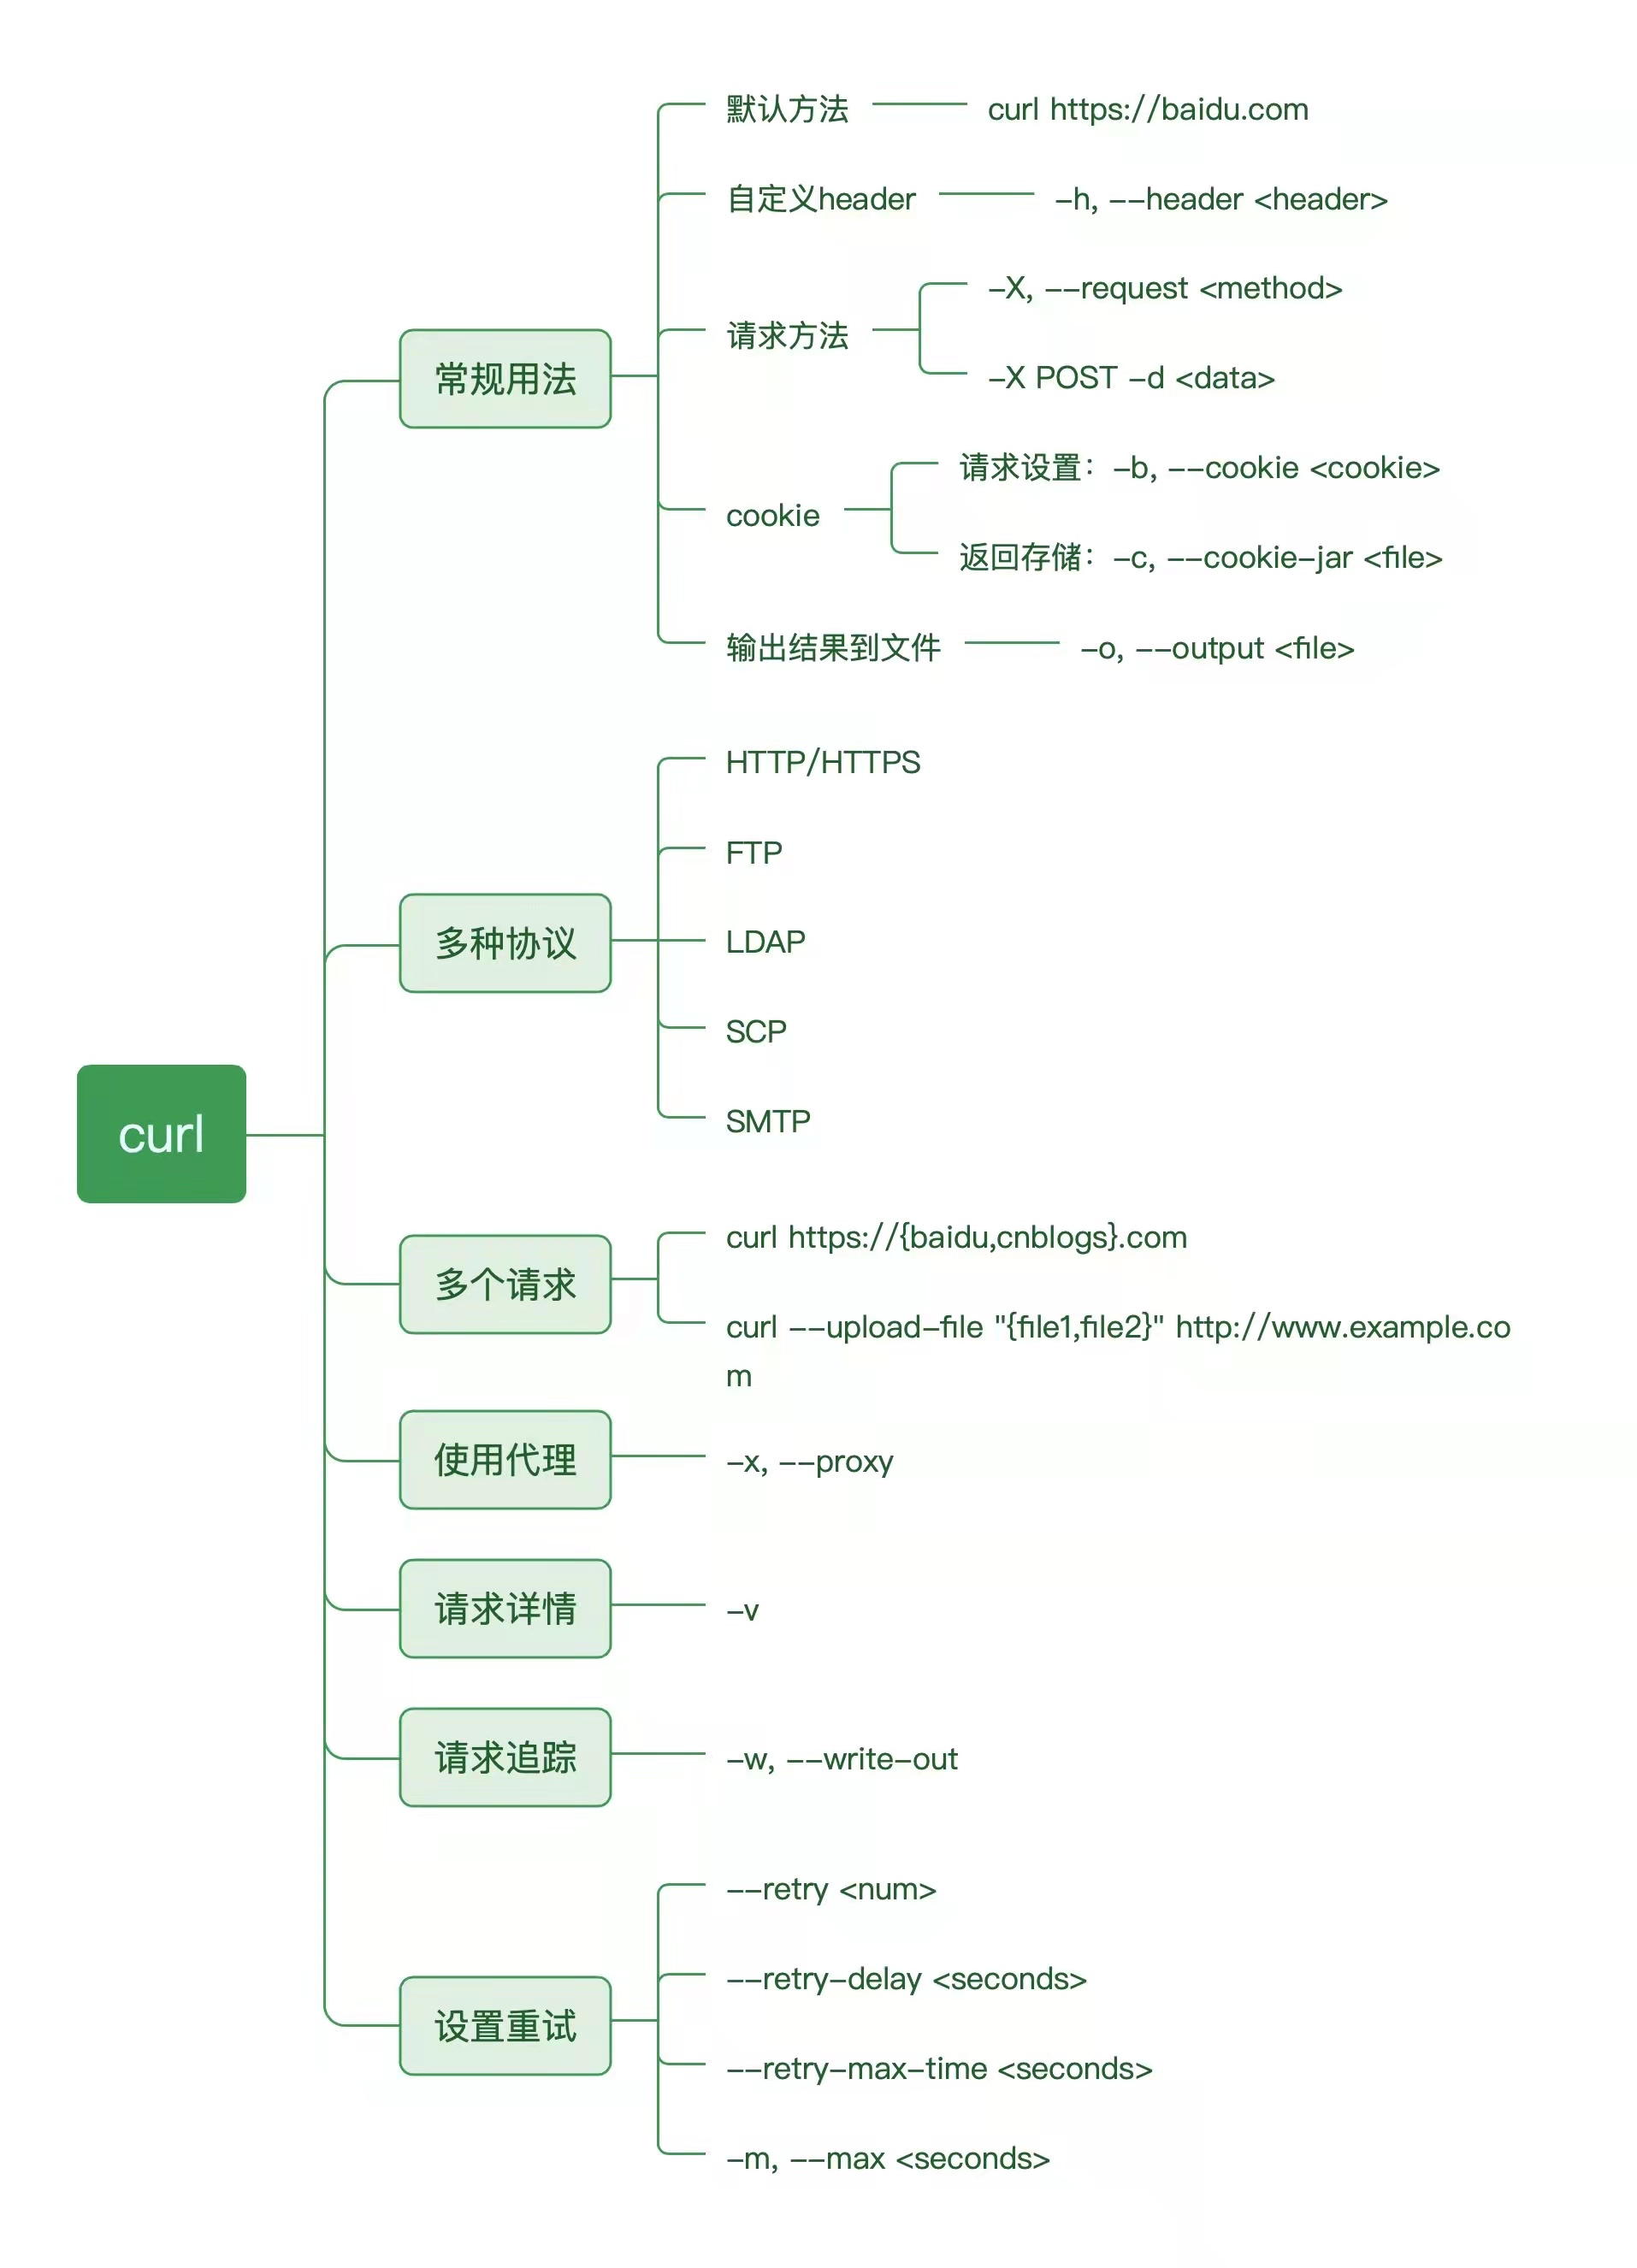 curl
常规用法
默认方法
curl https://baidu.com
自定义header
-h, --header <header>
请求方法
-X, --request <method>
-X POST -d <data>
cookie
请求设置：-b, --cookie <cookie>
返回存储：-c, --cookie-jar <file>
输出结果到文件
-o, --output <file>
多种协议
HTTP/HTTPS
FTP
LDAP
SCP
SMTP
多个请求
curl https://{baidu,cnblogs}.com
curl --upload-file "{file1,file2}" http://www.example.co
m
使用代理
-x, --proxy
请求详情
-v
请求追踪
-w, --write-out
设置重试
--retry <num>
--retry-delay <seconds>
--retry-max-time <seconds>
-m, --max <seconds>